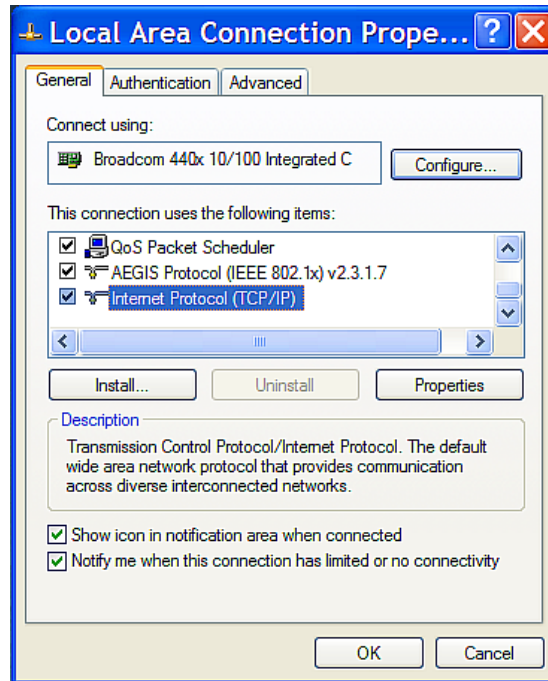 Local Area Connection Prope... ?
General Authentication Advanced
Connect using:
Broadcom 440x 10/100 Integrated C Configure...
This connection uses the following items:
QoS Packet Scheduler
AEGIS Protocol (IEEE 802.1x) v2.3.1.7
Internet Protocol (TCP/IP)
Install... Uninstall Properties
Description
Transmission Control Protocol/Internet Protocol. The default
wide area network protocol that provides communication
across diverse interconnected networks.
Show icon in notification area when connected
Notify me when this connection has limited or no connectivity
OK Cancel